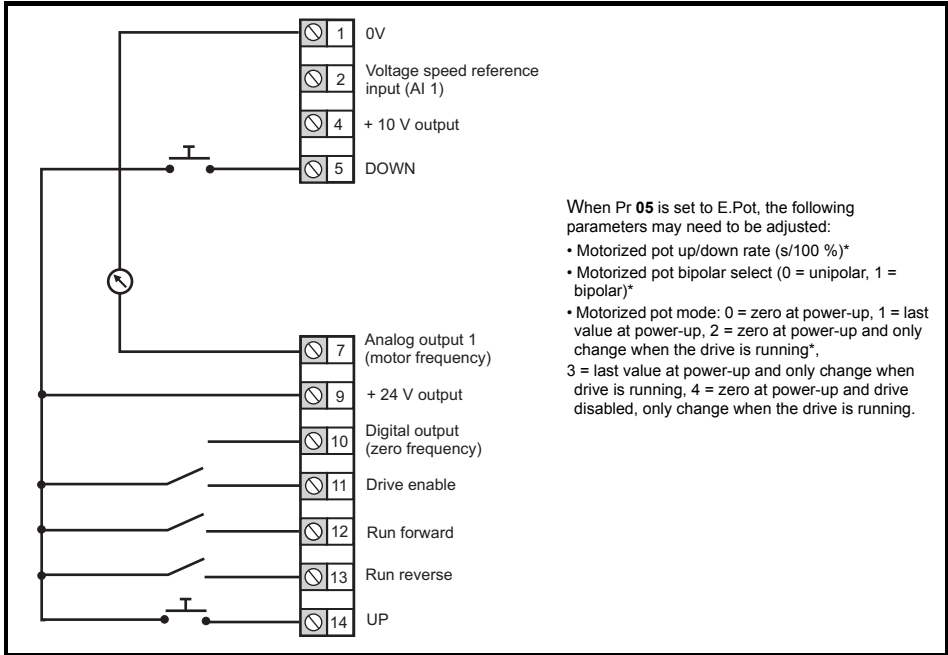 1 0V
2 Voltage speed reference
input (AI 1)
4 + 10 V output
5 DOWN
7 Analog output 1
(motor frequency)
9 + 24 V output
10 Digital output
(zero frequency)
11 Drive enable
12 Run forward
13 Run reverse
14 UP
When Pr 05 is set to E.Pot, the following
parameters may need to be adjusted:
• Motorized pot up/down rate (s/100 %)*
• Motorized pot bipolar select (0 = unipolar, 1 =
bipolar)*
• Motorized pot mode: 0 = zero at power-up, 1 = last
value at power-up, 2 = zero at power-up and only
change when the drive is running*,
3 = last value at power-up and only change when
drive is running, 4 = zero at power-up and drive
disabled, only change when the drive is running.